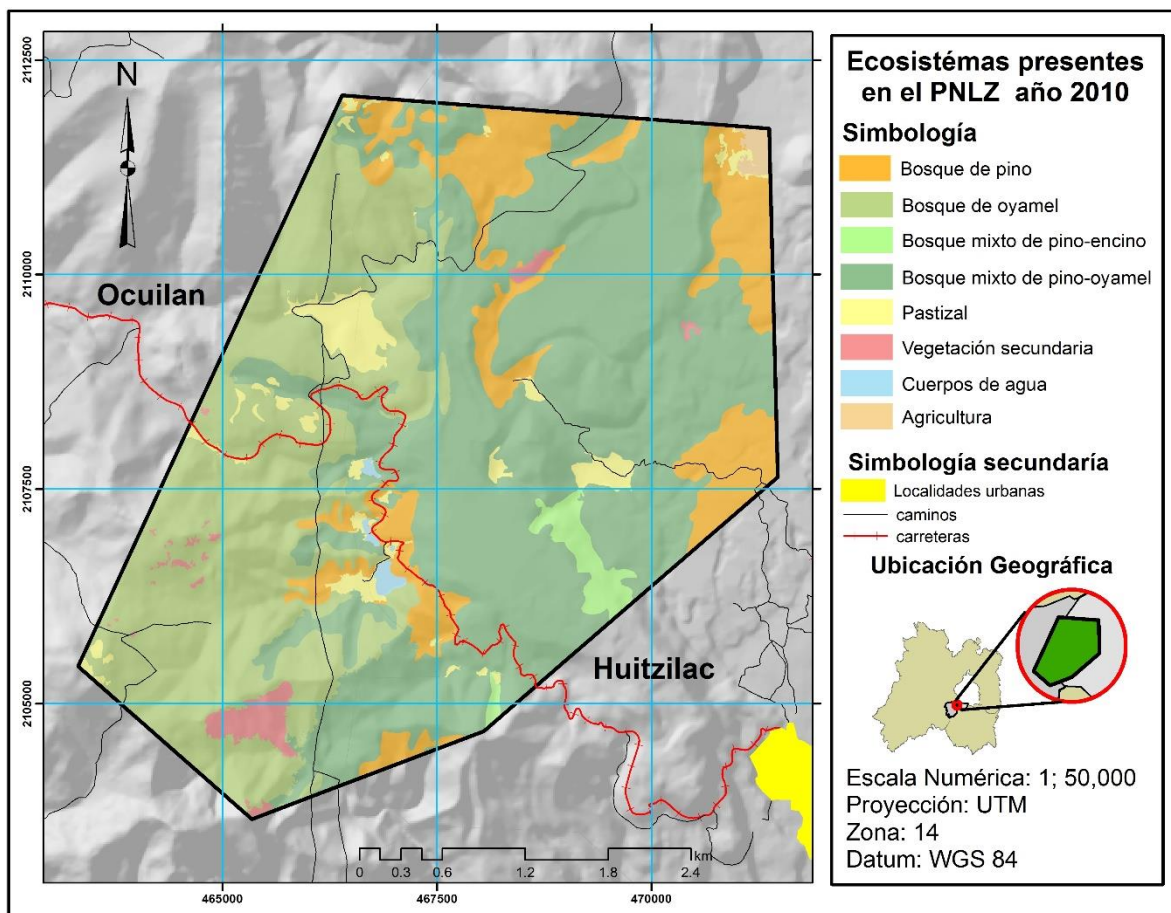 2112500
2110000
2107500
2105000
N
Ocuilan
Huitzilac
465000
467500
470000
km
0 0.3 0.6 1.2 1.8 2.4
Ecosistémas presentes
en el PNLZ año 2010
Simbología
Bosque de pino
Bosque de oyamel
Bosque mixto de pino-encino
Bosque mixto de pino-oyamel
Pastizal
Vegetación secundaria
Cuerpos de agua
Agricultura
Simbología secundaría
Localidades urbanas
caminos
carreteras
Ubicación Geográfica
Escala Numérica: 1; 50,000
Proyección: UTM
Zona: 14
Datum: WGS 84